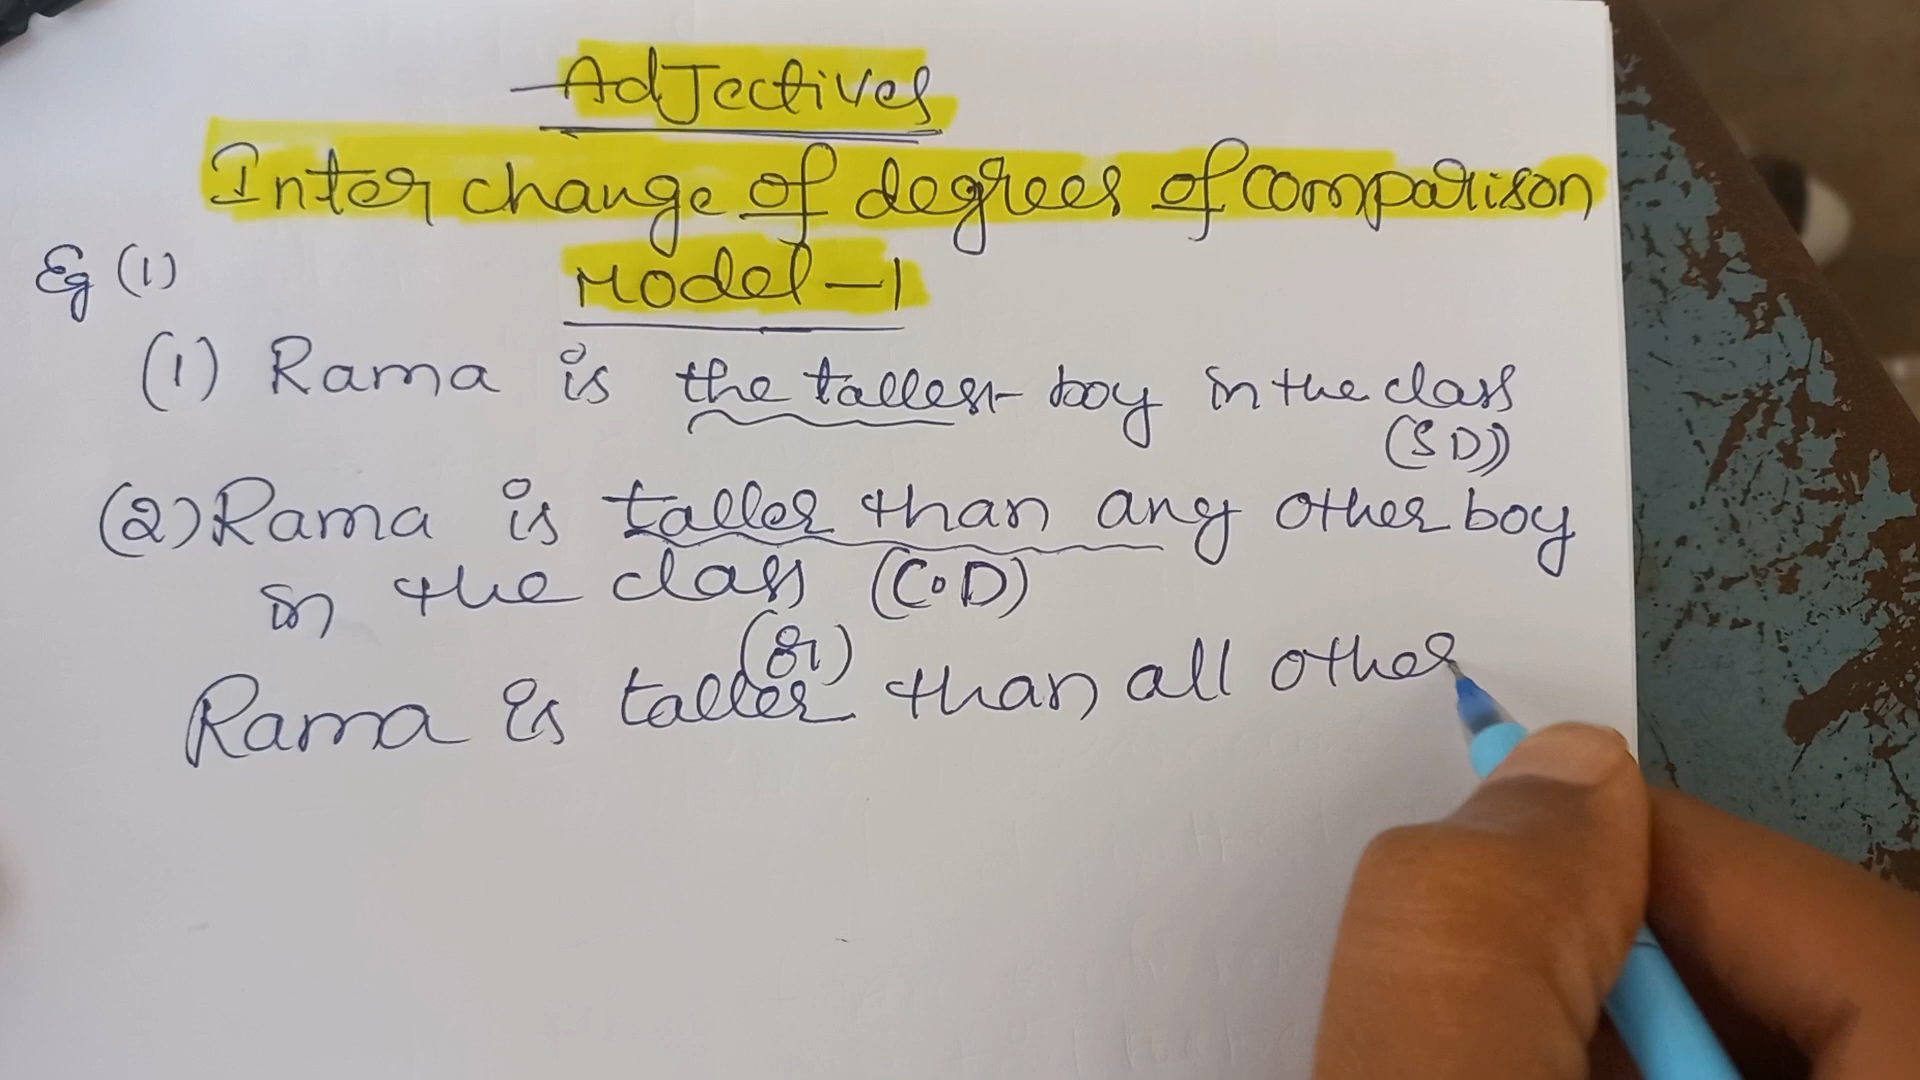 Adjectives
Inter change of degrees of comparison
Model-1
Eg (1)
(1) Rama is the tallest boy in the class
(SD)
(2) Rama is taller than any other boy
in the class (C.D)
(or)
Rama is taller than all other